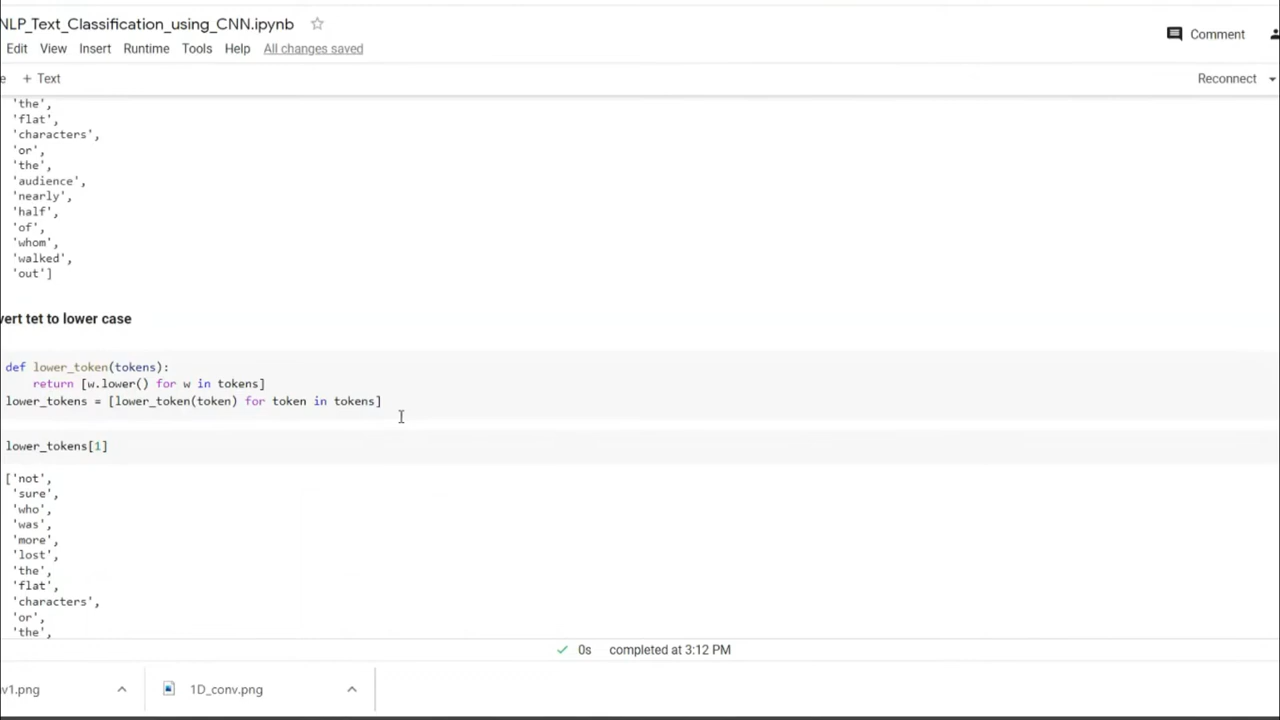 NLP_Text_Classification_using_CNN.ipynb
Edit View Insert Runtime Tools Help All changes saved
Comment
e + Text
Reconnect
'the',
'flat',
'characters',
'or',
'the',
'audience',
'nearly',
'half',
'of',
'whom',
'walked',
'out']
vert tet to lower case
def lower_token(tokens):
return [w.lower() for w in tokens]
lower_tokens = [lower_token(token) for token in tokens]
lower_tokens[1]
['not',
'sure',
'who',
'was',
'more',
'lost',
'the',
'flat',
'characters',
'or',
'the',
0s completed at 3:12 PM
v1.png
1D_conv.png